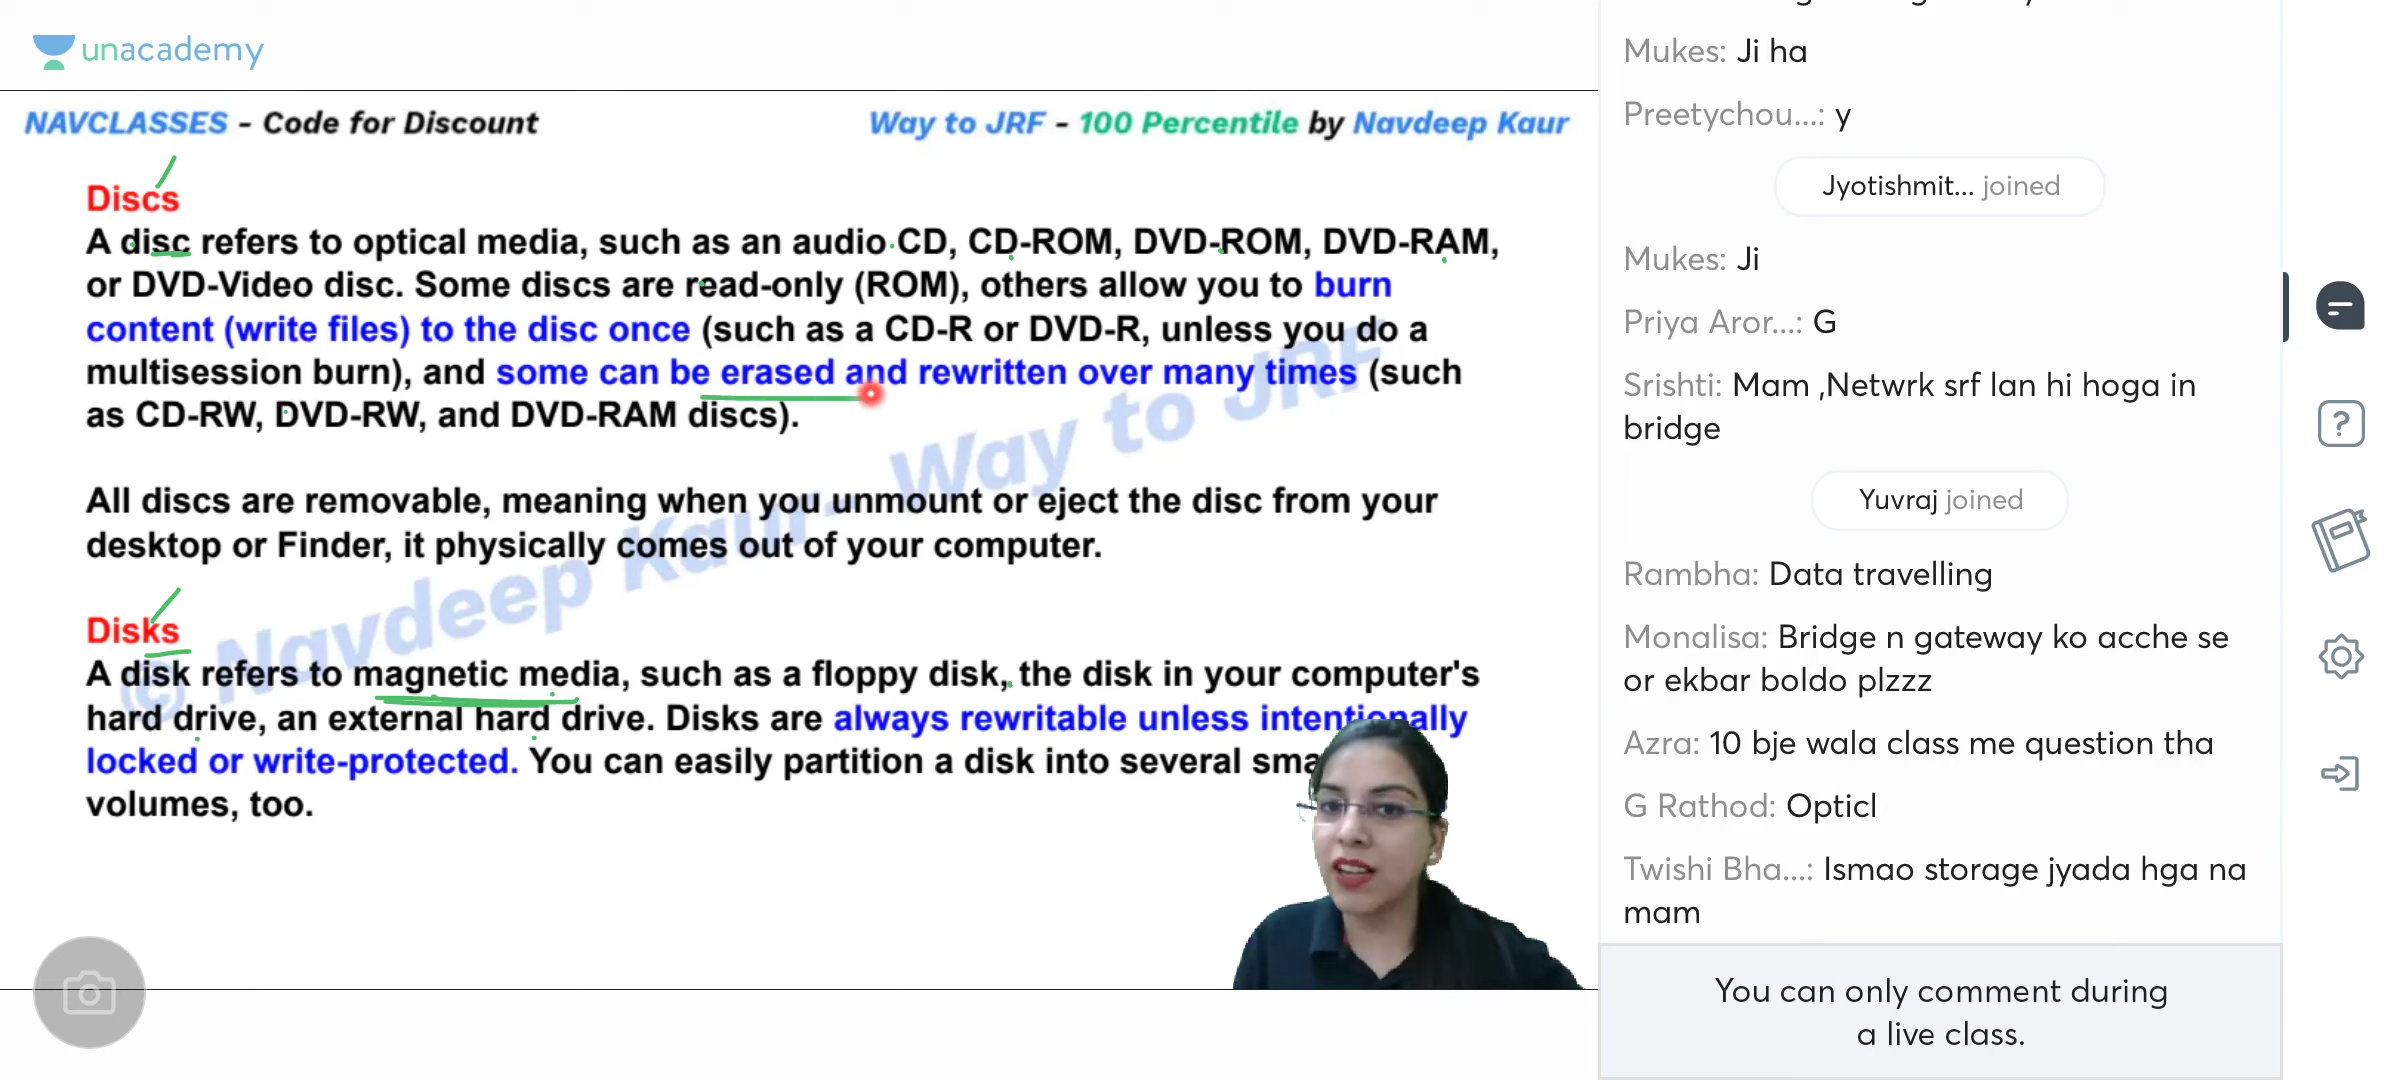 unacademy
NAVCLASSES - Code for Discount
Way to JRF - 100 Percentile by Navdeep Kaur
Discs
A disc refers to optical media, such as an audio CD, CD-ROM, DVD-ROM, DVD-RAM,
or DVD-Video disc. Some discs are read-only (ROM), others allow you to burn
content (write files) to the disc once (such as a CD-R or DVD-R, unless you do a
multisession burn), and some can be erased and rewritten over many times (such
as CD-RW, DVD-RW, and DVD-RAM discs).
All discs are removable, meaning when you unmount or eject the disc from your
desktop or Finder, it physically comes out of your computer.
Disks
A disk refers to magnetic media, such as a floppy disk, the disk in your computer's
hard drive, an external hard drive. Disks are always rewritable unless intentionally
locked or write-protected. You can easily partition a disk into several
volumes, too.
© Navdeep Kaur- Way to JRF
Mukes: Ji ha
Preetychou...: y
Jyotishmit... joined
Mukes: Ji
Priya Aror...: G
Srishti: Mam ,Netwrk srf lan hi hoga in
bridge
Yuvraj joined
Rambha: Data travelling
Monalisa: Bridge n gateway ko acche se
or ekbar boldo plzzz
Azra: 10 bje wala class me question tha
G Rathod: Opticl
Twishi Bha...: Ismao storage jyada hga na
mam
You can only comment during
a live class.